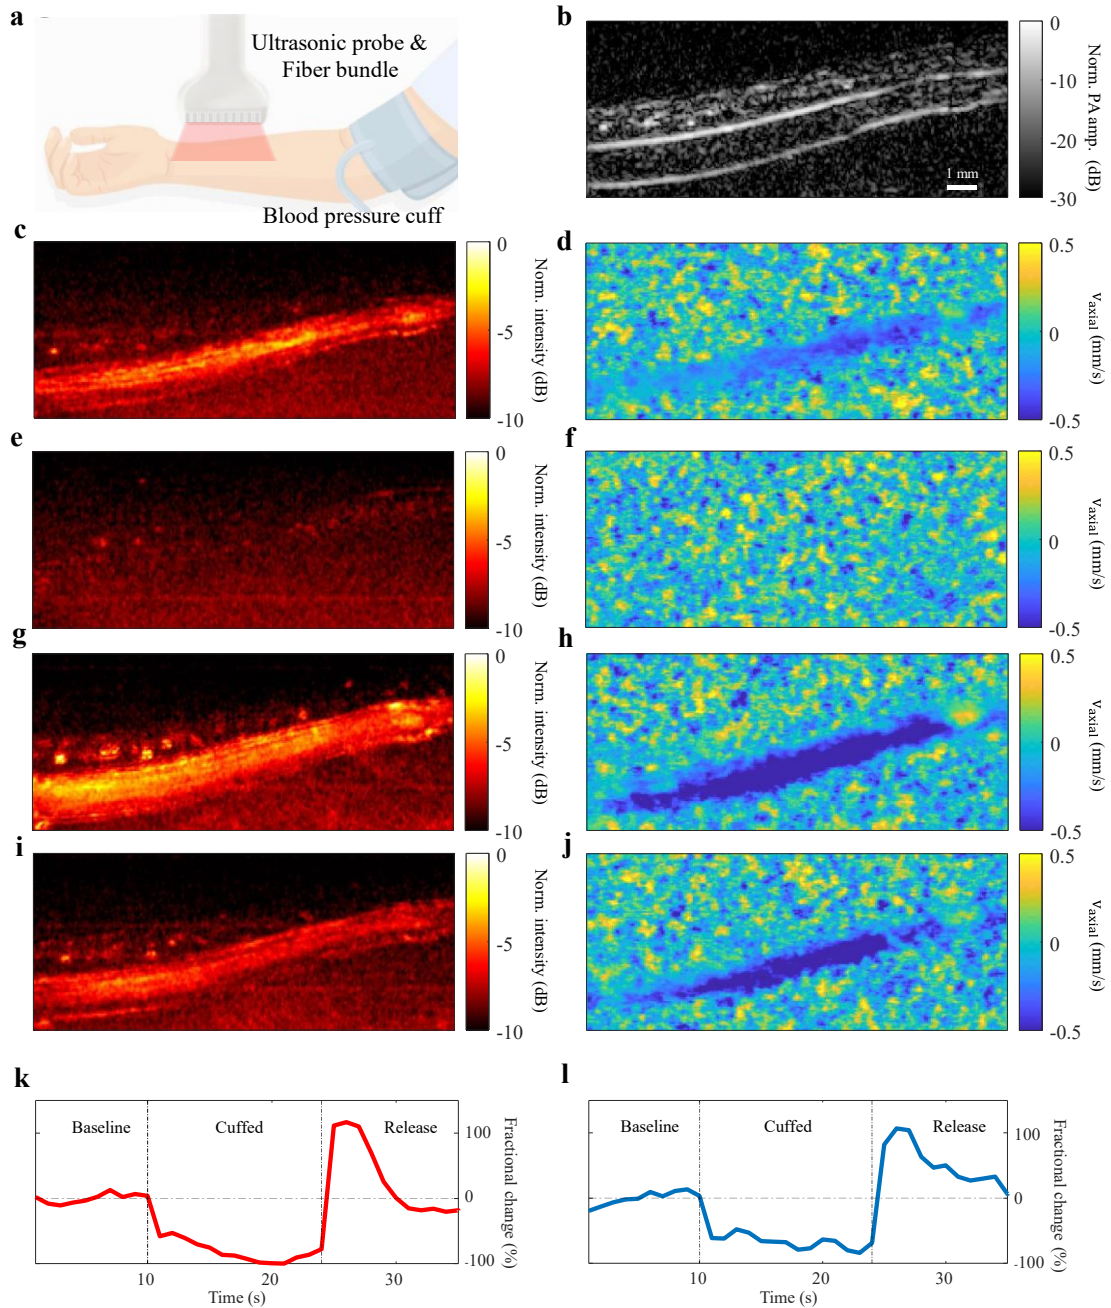 a
Ultrasonic probe &
Fiber bundle
Blood pressure cuff
b
1 mm
0
-10
-20
-30
Norm. PA amp. (dB)
c
0
-5
-10
Norm. intensity (dB)
d
0.5
0
-0.5
vaxial (mm/s)
e
0
-5
-10
Norm. intensity (dB)
f
0.5
0
-0.5
vaxial (mm/s)
g
0
-5
-10
Norm. intensity (dB)
h
0.5
0
-0.5
vaxial (mm/s)
i
0
-5
-10
Norm. intensity (dB)
j
0.5
0
-0.5
vaxial (mm/s)
k
Baseline
Cuffed
Release
100
0
-100
Fractional change (%)
10
20
30
Time (s)
l
Baseline
Cuffed
Release
100
0
-100
Fractional change (%)
10
20
30
Time (s)